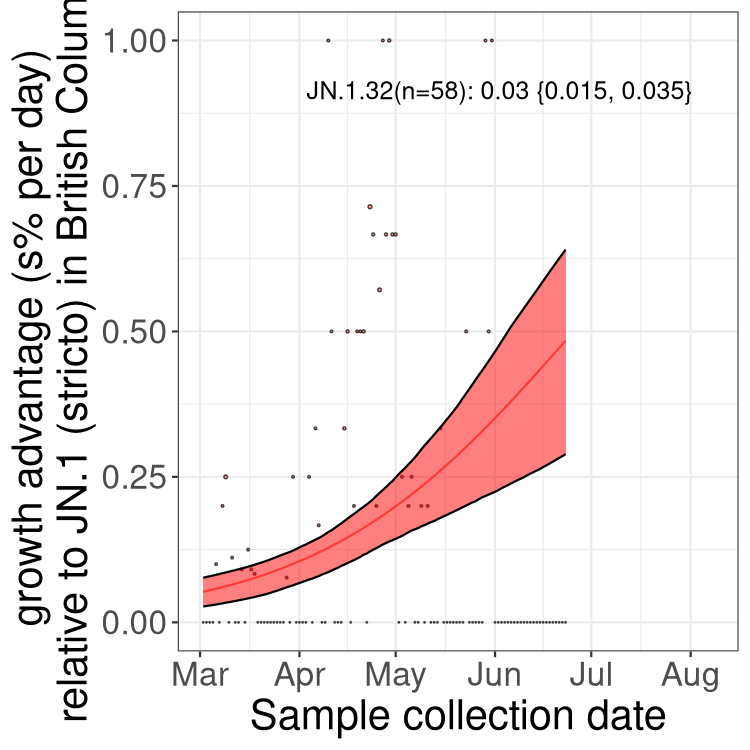 growth advantage (s% per day)
relative to JN.1 (stricto) in British Colum
1.00
0.75
0.50
0.25
0.00
JN.1.32(n=58): 0.03 {0.015, 0.035}
Mar Apr May Jun Jul Aug
Sample collection date